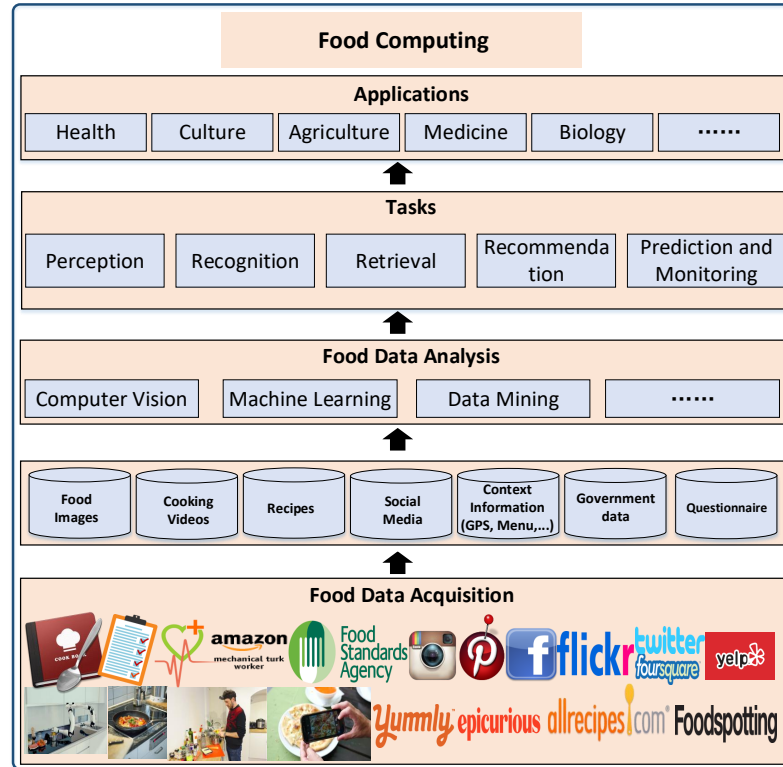 Food Computing
Applications
Health
Culture
Agriculture
Medicine
Biology
......
Tasks
Perception
Recognition
Retrieval
Recommenda
tion
Prediction and
Monitoring
Food Data Analysis
Computer Vision
Machine Learning
Data Mining
......
Food
Images
Cooking
Videos
Recipes
Social
Media
Context
Information
(GPS, Menu,...)
Government
data
Questionnaire
Food Data Acquisition
COOK BOOK
amazon
mechanical turk
worker
Food
Standards
Agency
flickr
twitter
foursquare
yelp
Yummly
epicurious
allrecipes.com
Foodspotting